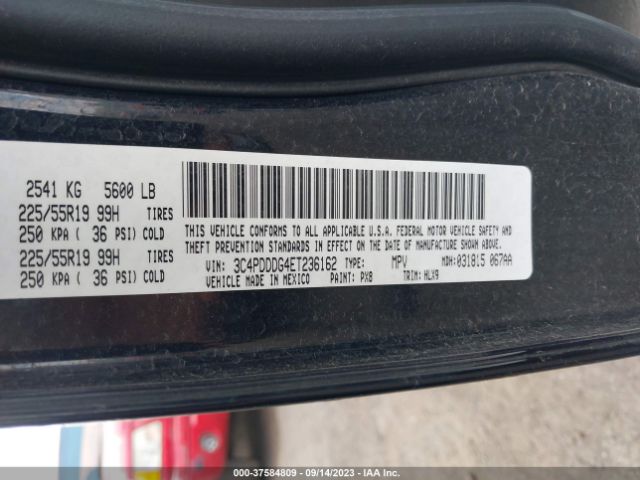 2541 KG 5600 LB
225/55R19 99H TIRES
250 KPA ( 36 PSI) COLD
225/55R19 99H TIRES
250 KPA ( 36 PSI) COLD
THIS VEHICLE CONFORMS TO ALL APPLICABLE U.S.A. FEDERAL MOTOR VEHICLE SAFETY AND
THEFT PREVENTION STANDARDS IN EFFECT ON THE DATE OF MANUFACTURE SHOWN ABOVE.
VIN: 3C4PDDDG4ET236162 TYPE: MPV MDH: 031815 067AA
VEHICLE MADE IN MEXICO PAINT: PX8 TRIM: HLX9
000-37584809 - 09/14/2023 - IAA Inc.